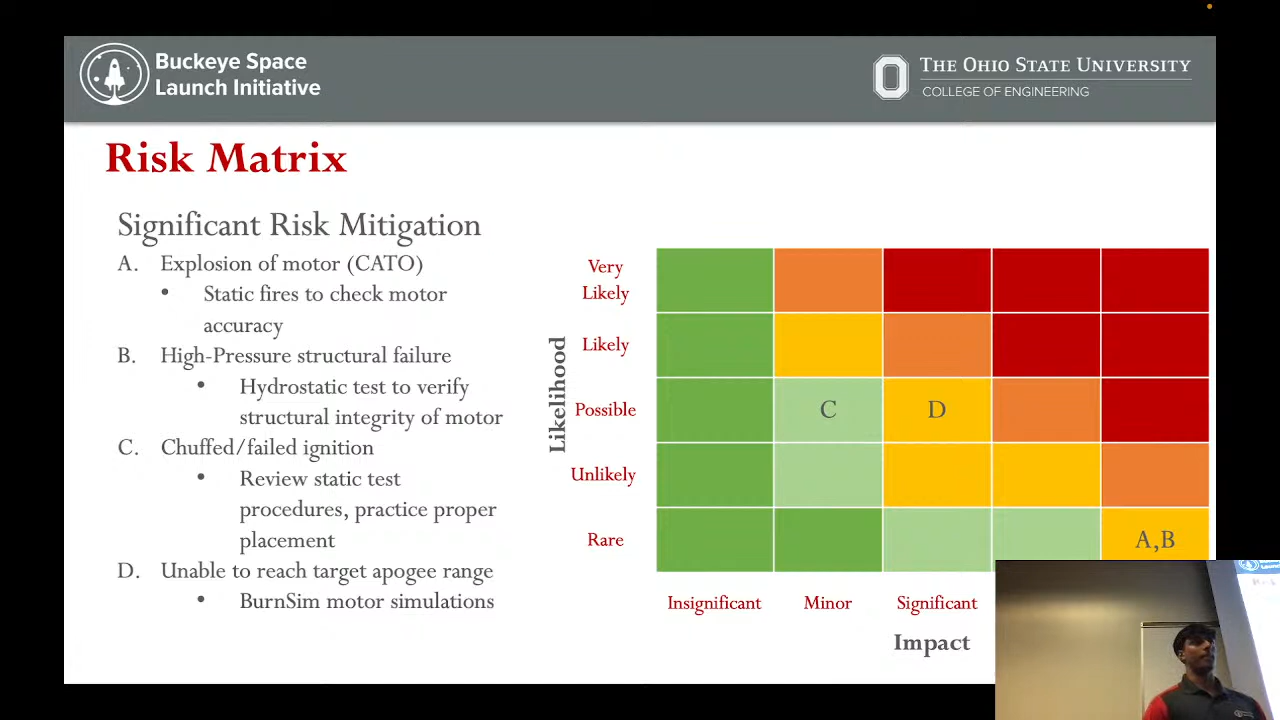 Buckeye Space
Launch Initiative
THE OHIO STATE UNIVERSITY
COLLEGE OF ENGINEERING
Risk Matrix
Significant Risk Mitigation
A. Explosion of motor (CATO)
• Static fires to check motor
accuracy
B. High-Pressure structural failure
• Hydrostatic test to verify
structural integrity of motor
C. Chuffed/failed ignition
• Review static test
procedures, practice proper
placement
D. Unable to reach target apogee range
• BurnSim motor simulations
Likelihood
Very
Likely
Likely
Possible
C
D
Unlikely
Rare
A,B
Insignificant
Minor
Significant
Impact